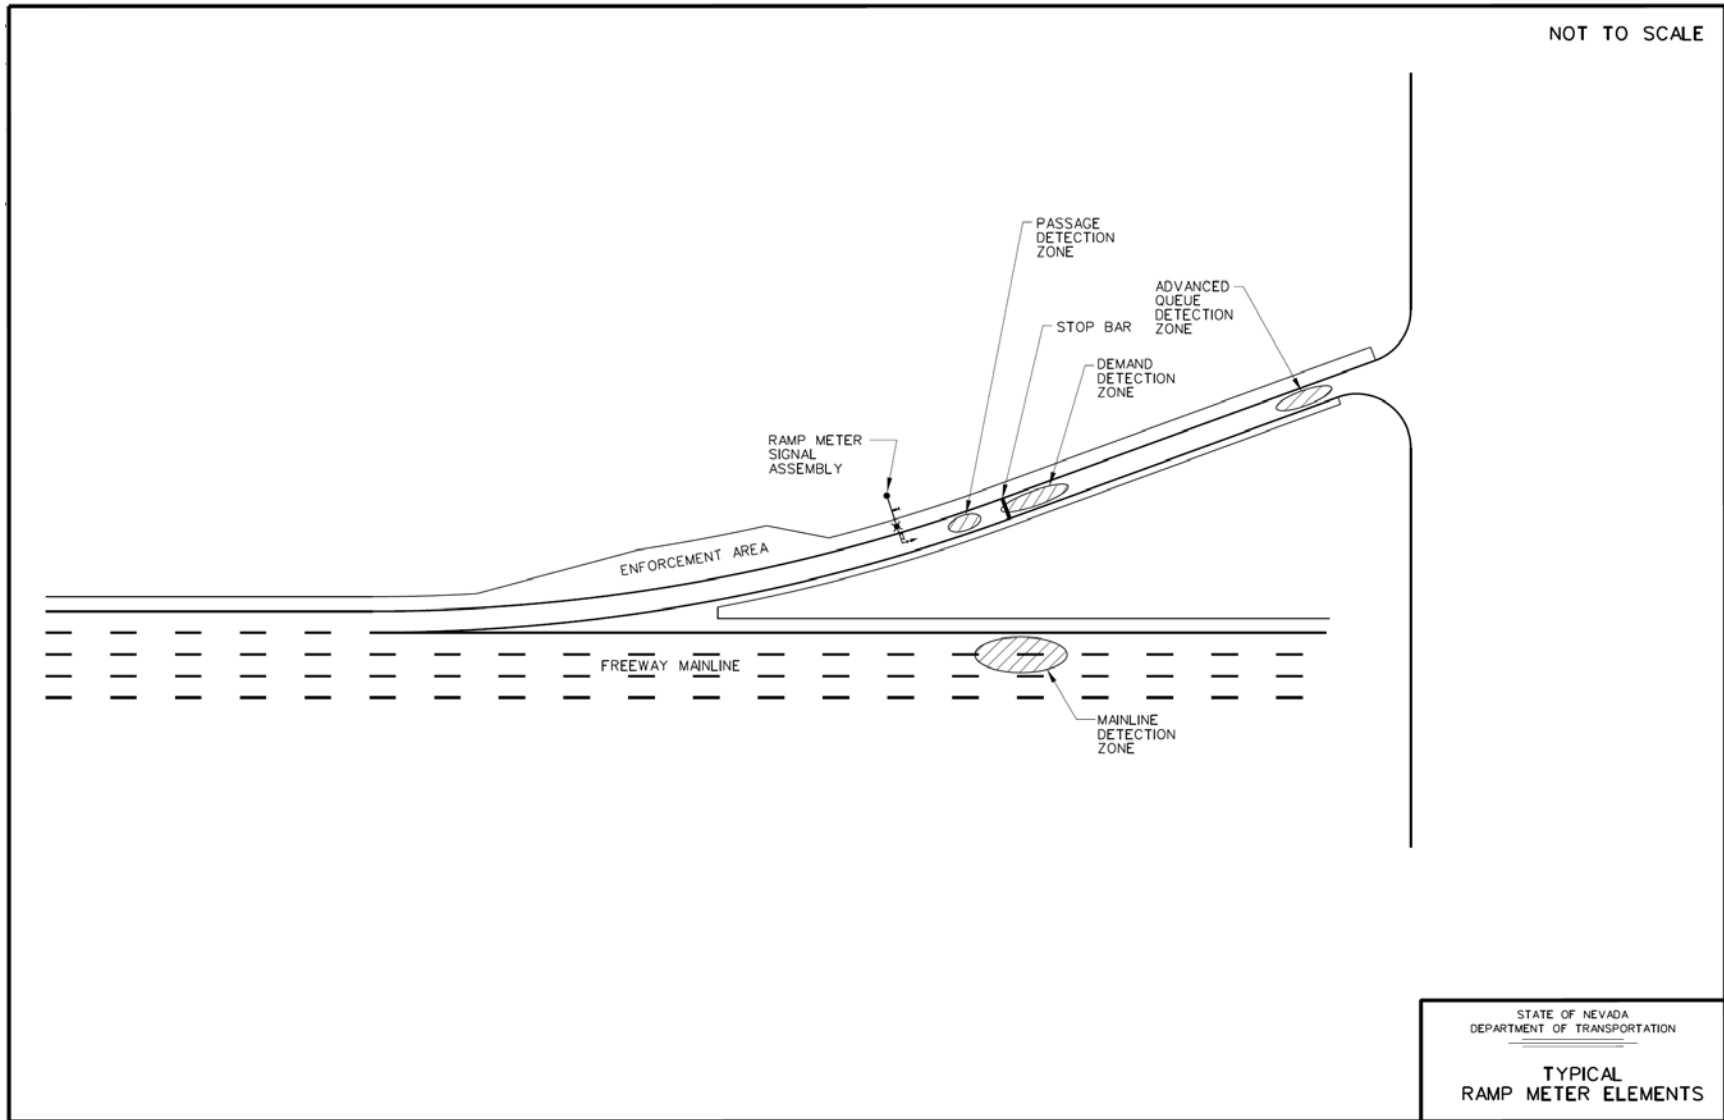 NOT TO SCALE
PASSAGE
DETECTION
ZONE
ADVANCED
QUEUE
DETECTION
ZONE
STOP BAR
DEMAND
DETECTION
ZONE
RAMP METER
SIGNAL
ASSEMBLY
ENFORCEMENT AREA
FREEWAY MAINLINE
MAINLINE
DETECTION
ZONE
STATE OF NEVADA
DEPARTMENT OF TRANSPORTATION
TYPICAL
RAMP METER ELEMENTS